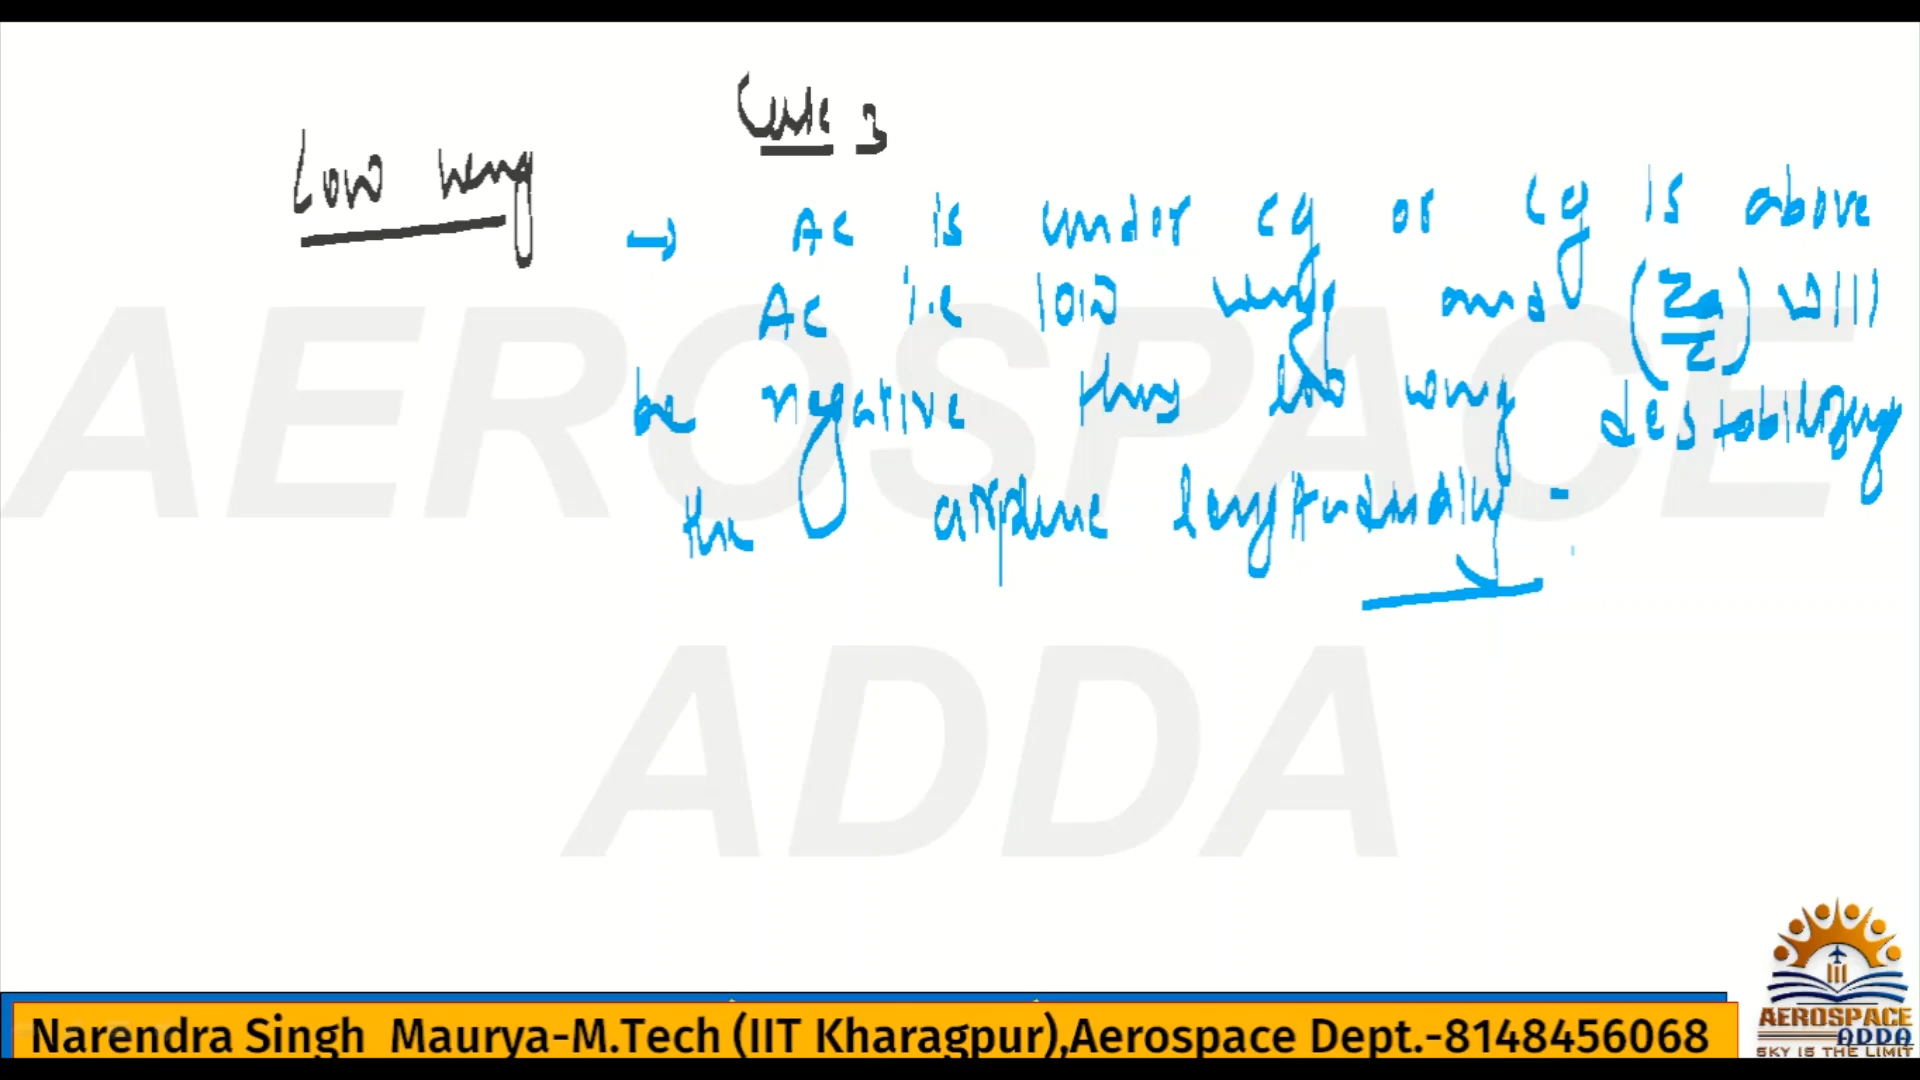 Case 3
Low wing
→ AC is under cg or cg is above
AC i.e low wing and (Za/c) will
be negative thus low wing destabilizing
the airplane longitudinally -
AEROSPACE
ADDA
AEROSPACE
ADDA
SKY IS THE LIMIT
Narendra Singh Maurya-M.Tech (IIT Kharagpur),Aerospace Dept.-8148456068